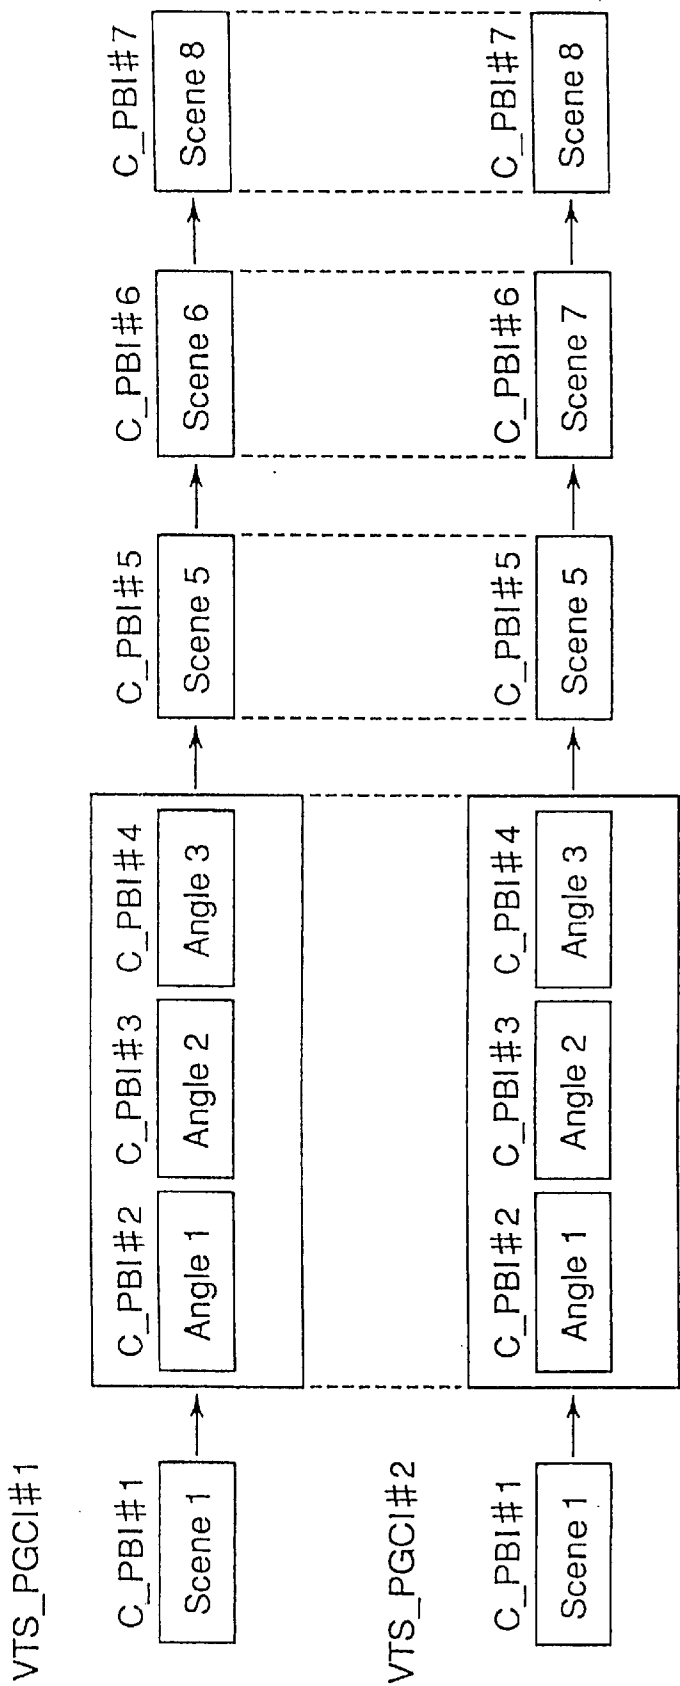 VTS_PGCI#1
C_PBI#1
C_PBI#2
C_PBI#3
C_PBI#4
C_PBI#5
C_PBI#6
C_PBI#7
Scene 1
Angle 1
Angle 2
Angle 3
Scene 5
Scene 6
Scene 8
VTS_PGCI#2
C_PBI#1
C_PBI#2
C_PBI#3
C_PBI#4
C_PBI#5
C_PBI#6
C_PBI#7
Scene 1
Angle 1
Angle 2
Angle 3
Scene 5
Scene 7
Scene 8